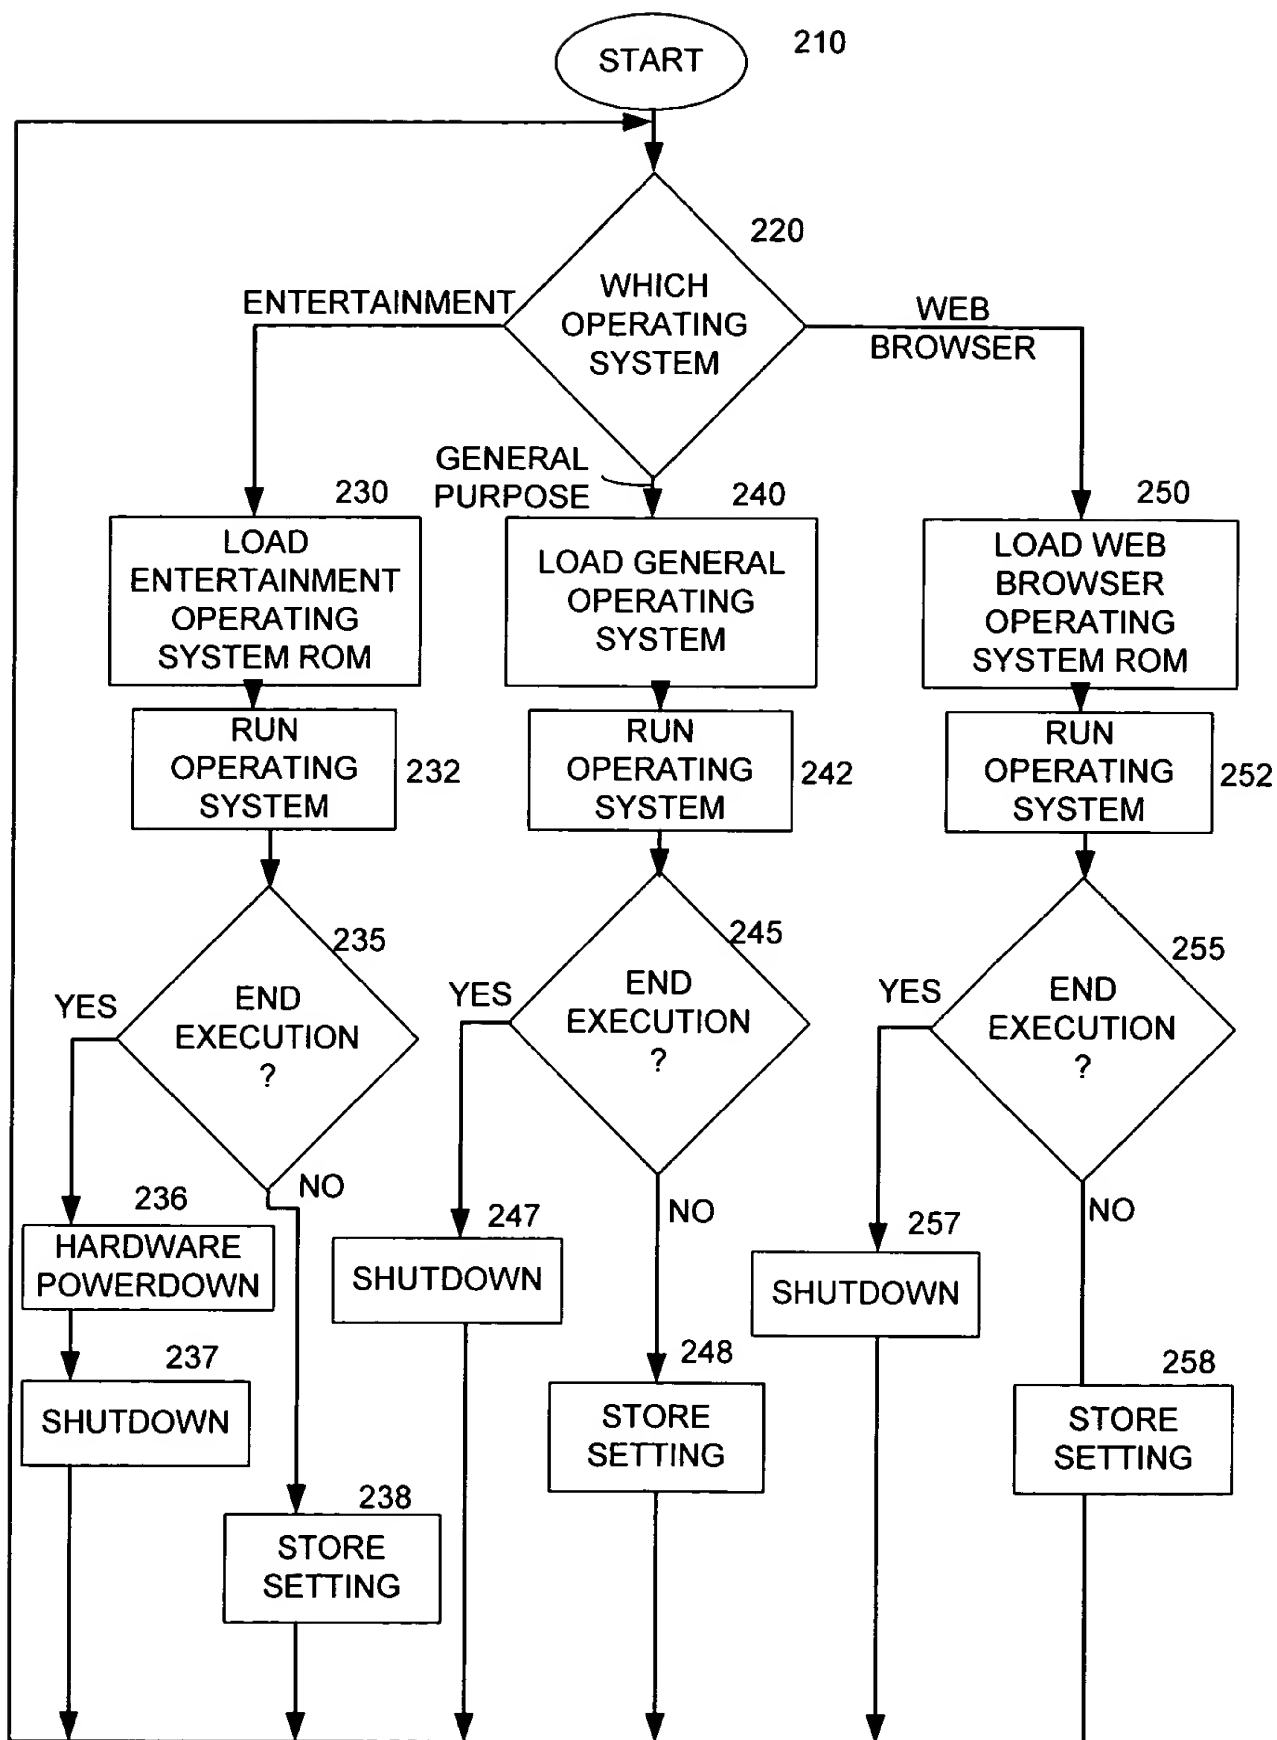 START
210
220
WHICH
OPERATING
SYSTEM
ENTERTAINMENT
WEB
BROWSER
GENERAL
PURPOSE
230
240
250
LOAD
ENTERTAINMENT
OPERATING
SYSTEM ROM
LOAD GENERAL
OPERATING
SYSTEM
LOAD WEB
BROWSER
OPERATING
SYSTEM ROM
RUN
OPERATING
SYSTEM
232
RUN
OPERATING
SYSTEM
242
RUN
OPERATING
SYSTEM
252
235
YES
END
EXECUTION
?
NO
245
YES
END
EXECUTION
?
NO
255
YES
END
EXECUTION
?
NO
236
HARDWARE
POWERDOWN
247
SHUTDOWN
257
SHUTDOWN
237
SHUTDOWN
248
STORE
SETTING
258
STORE
SETTING
238
STORE
SETTING